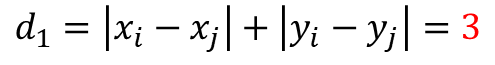 d₁ = |xᵢ − xⱼ| + |yᵢ − yⱼ| = 3